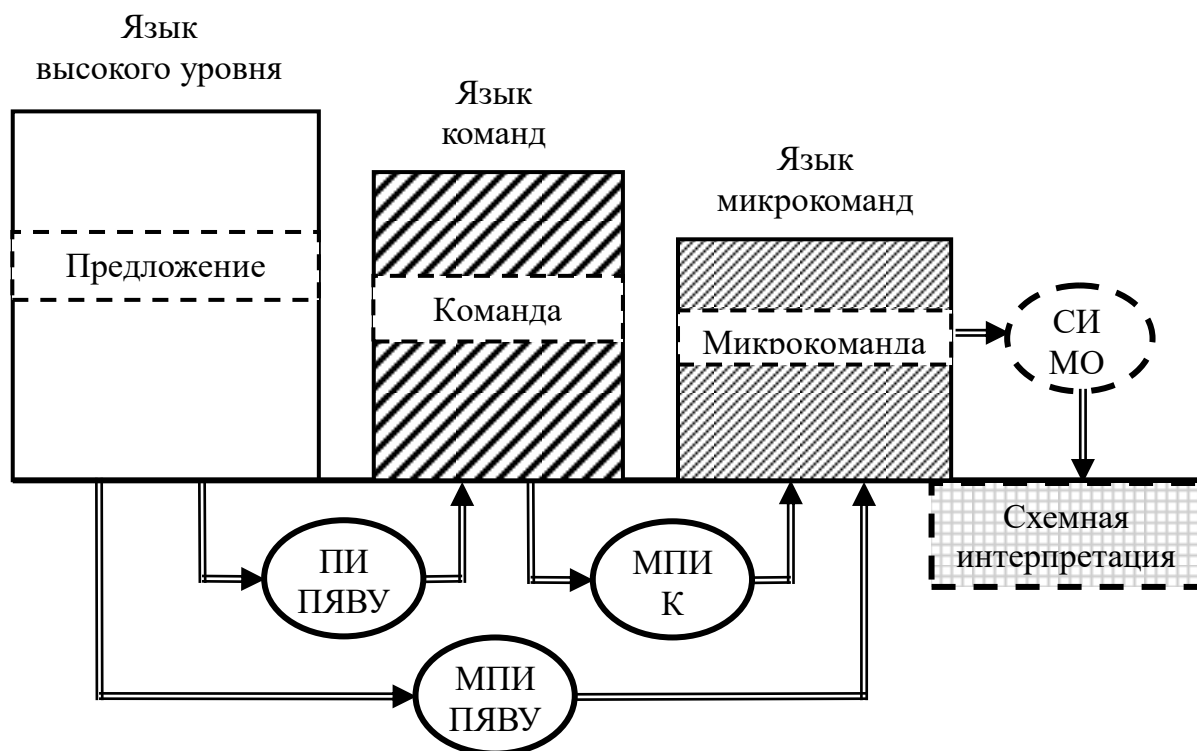 Язык
высокого уровня
Язык
команд
Язык
микрокоманд
Предложение
Команда
Микрокоманда
СИ
МО
Схемная
интерпретация
ПИ
ПЯВУ
МПИ
К
МПИ
ПЯВУ